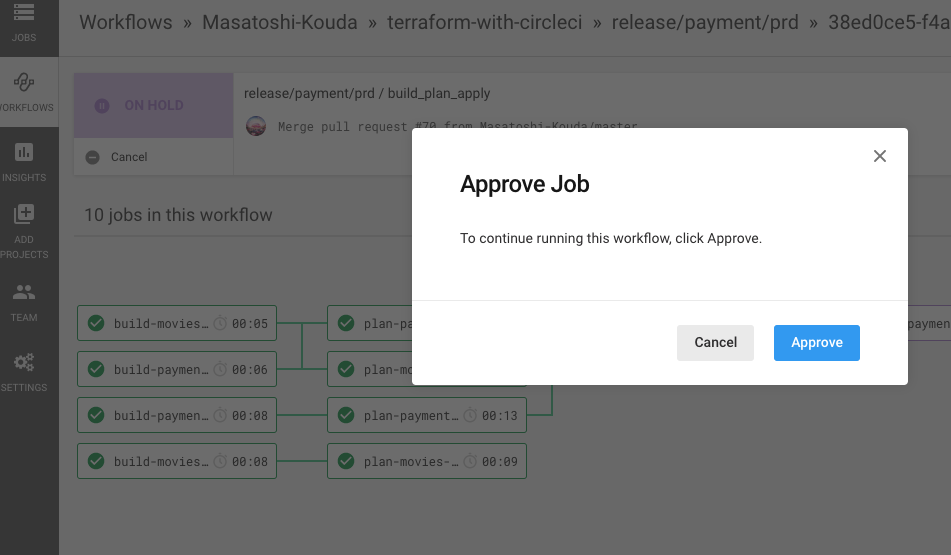 Workflows » Masatoshi-Kouda » terraform-with-circleci » release/payment/prd » 38ed0ce5-f4a
JOBS
WORKFLOWS
INSIGHTS
ADD
PROJECTS
TEAM
SETTINGS
ON HOLD
Cancel
release/payment/prd / build_plan_apply
Merge pull request #70 from Masatoshi-Kouda/master
10 jobs in this workflow
Approve Job
To continue running this workflow, click Approve.
Cancel
Approve
build-movies… 00:05
plan-pa
paymen
build-paymen… 00:06
plan-mo
build-paymen… 00:08
plan-payment… 00:13
build-movies… 00:08
plan-movies-… 00:09